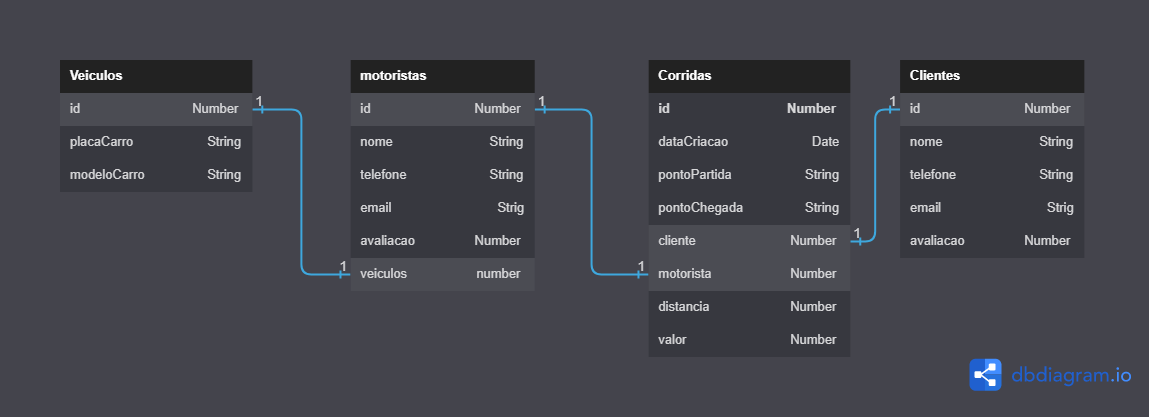 Veiculos
id Number
placaCarro String
modeloCarro String
1
motoristas
id Number
nome String
telefone String
email Strig
avaliacao Number
veiculos number
1
1
Corridas
id Number
dataCriacao Date
pontoPartida String
pontoChegada String
cliente Number
motorista Number
distancia Number
valor Number
1
1
Clientes
id Number
nome String
telefone String
email Strig
avaliacao Number
1
dbdiagram.io